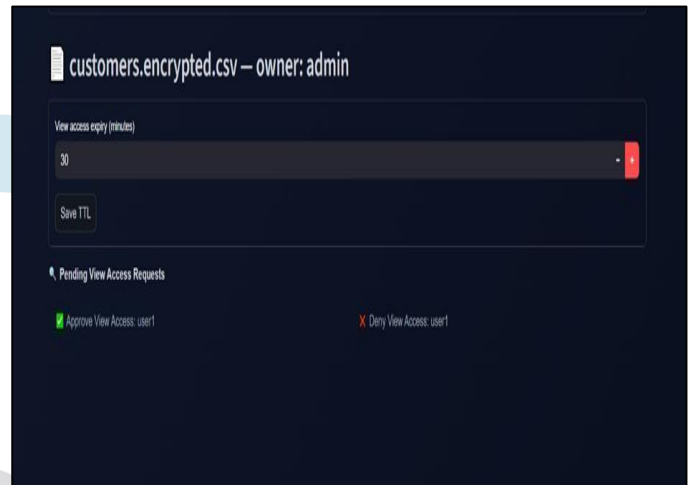 customers.encrypted.csv — owner: admin
View access expiry (minutes)
30 - +
Save TTL
Pending View Access Requests
Approve View Access: user1 Deny View Access: user1